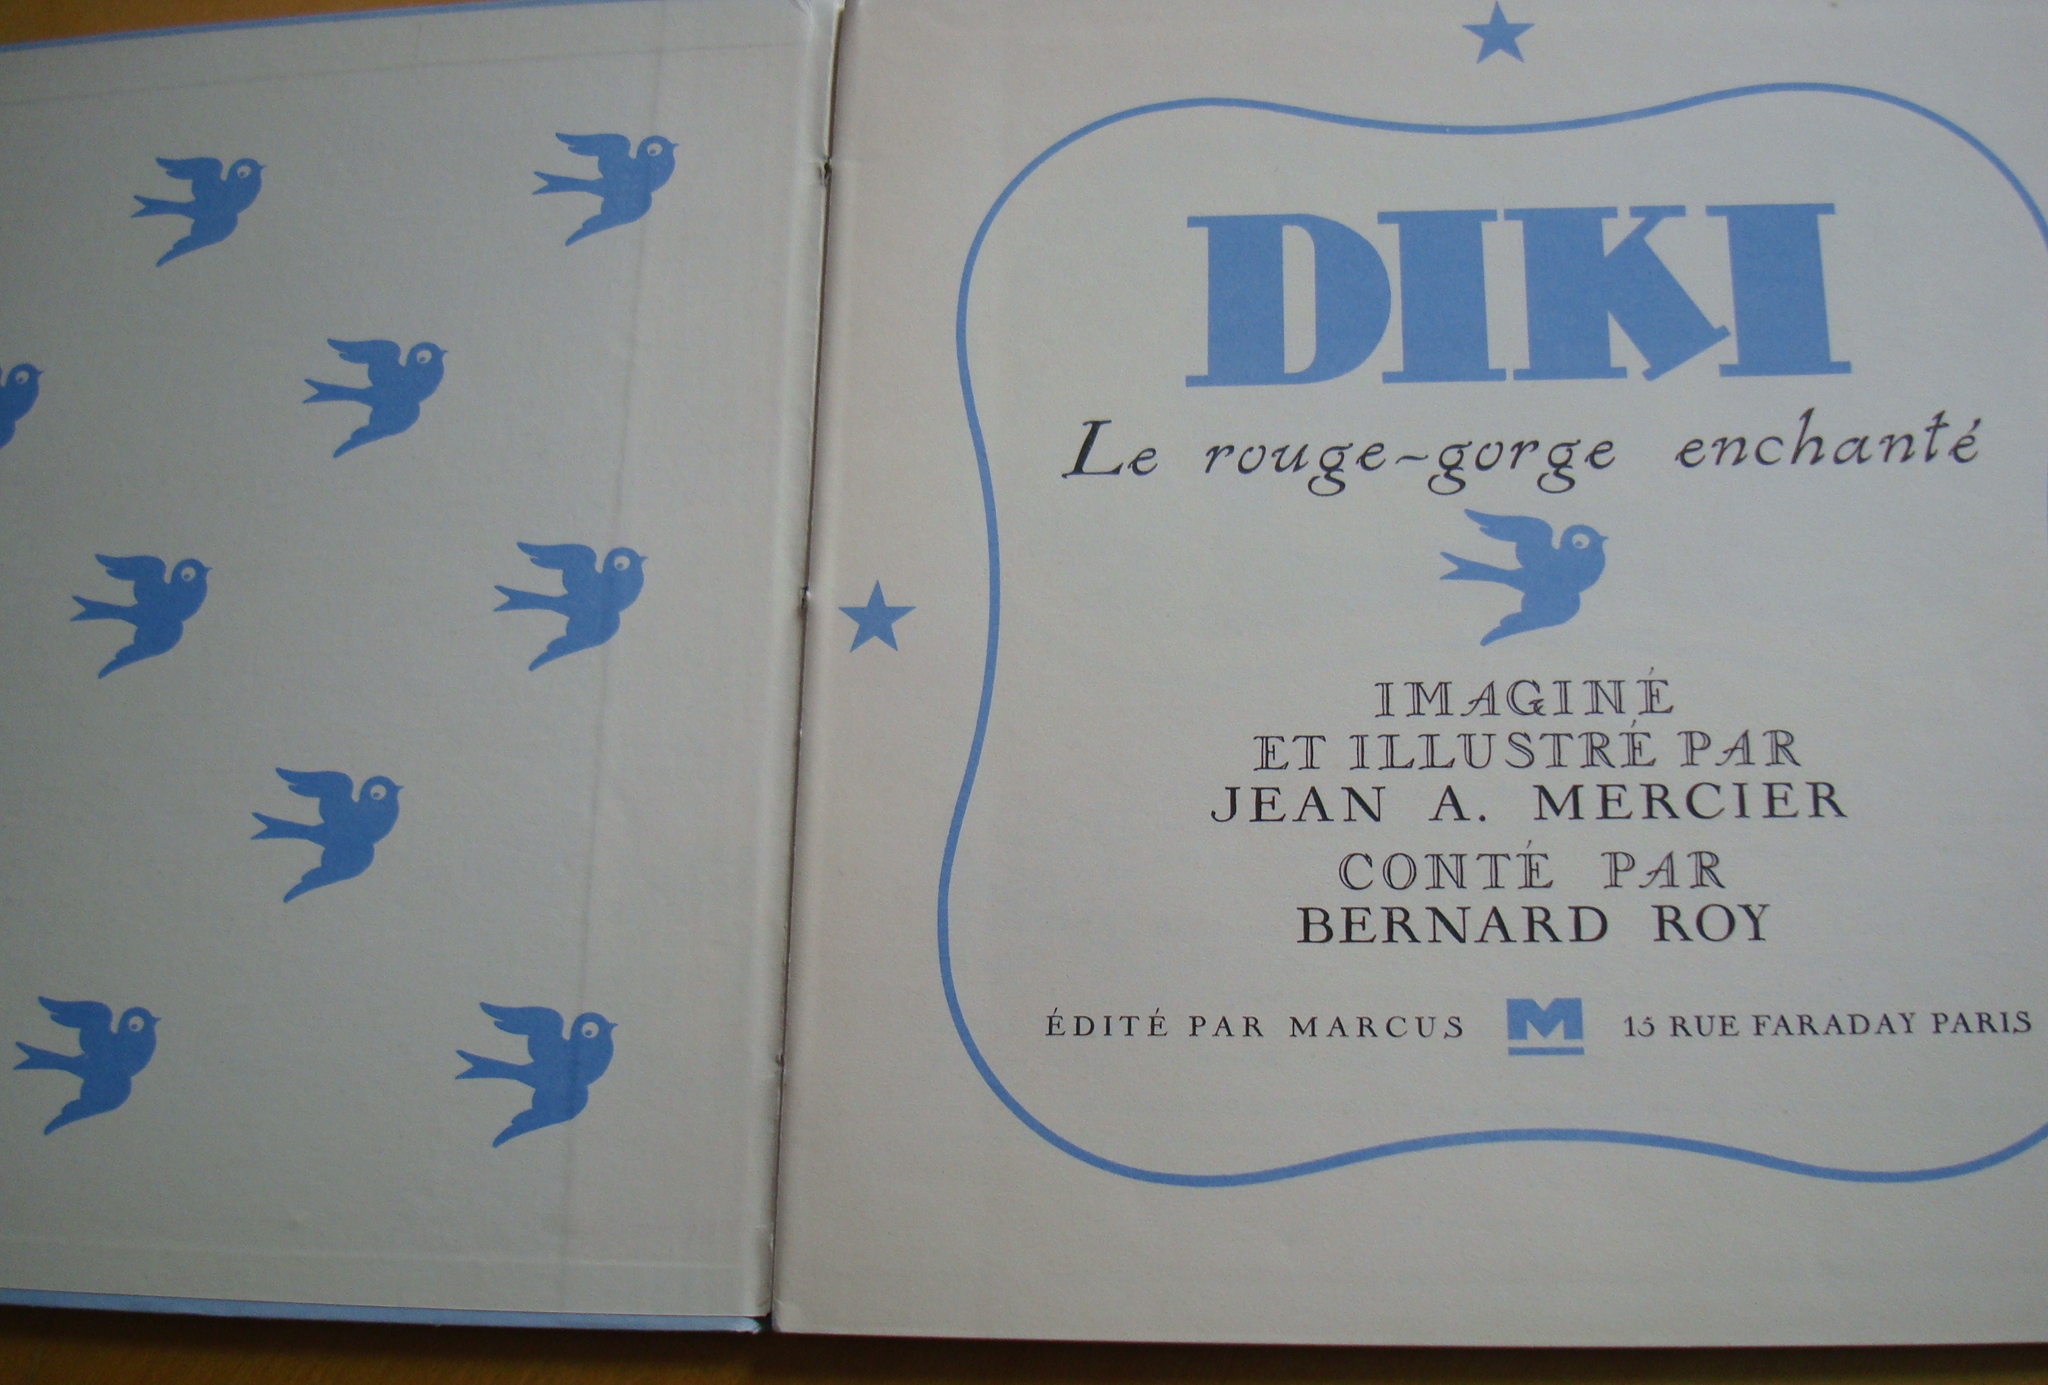 DIKI
Le rouge-gorge enchanté
IMAGINÉ
ET ILLUSTRÉ PAR
JEAN A. MERCIER
CONTÉ PAR
BERNARD ROY
ÉDITÉ PAR MARCUS M 15 RUE FARADAY PARIS